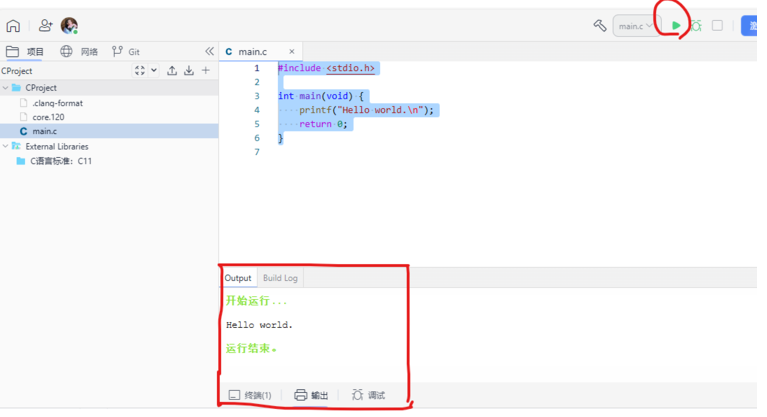 main.c
激
项目 网络 Git
CProject
CProject
.clang-format
core.120
main.c
External Libraries
C语言标准：C11
C main.c ×
1 #include <stdio.h>
2
3 int main(void) {
4 printf("Hello world.\n");
5 return 0;
6 }
7
Output Build Log
开始运行...
Hello world.
运行结束。
终端(1) 输出 调试